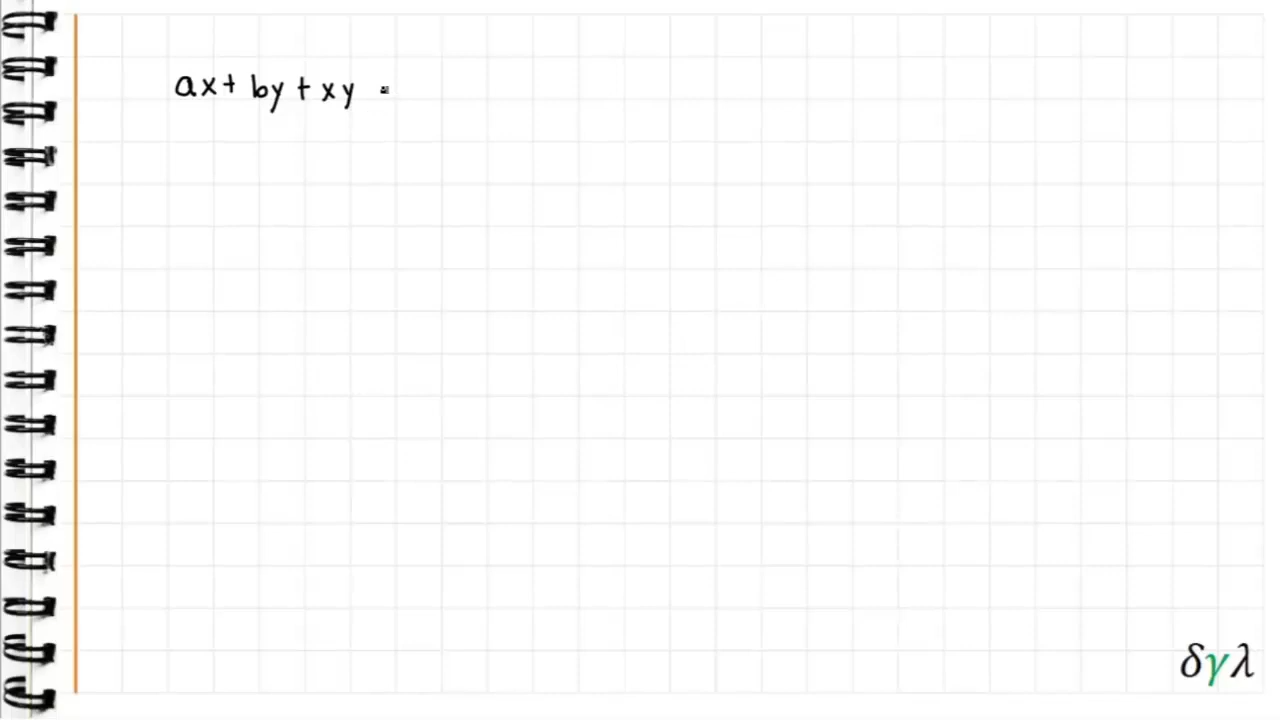 ax + by + xy =
δγλ